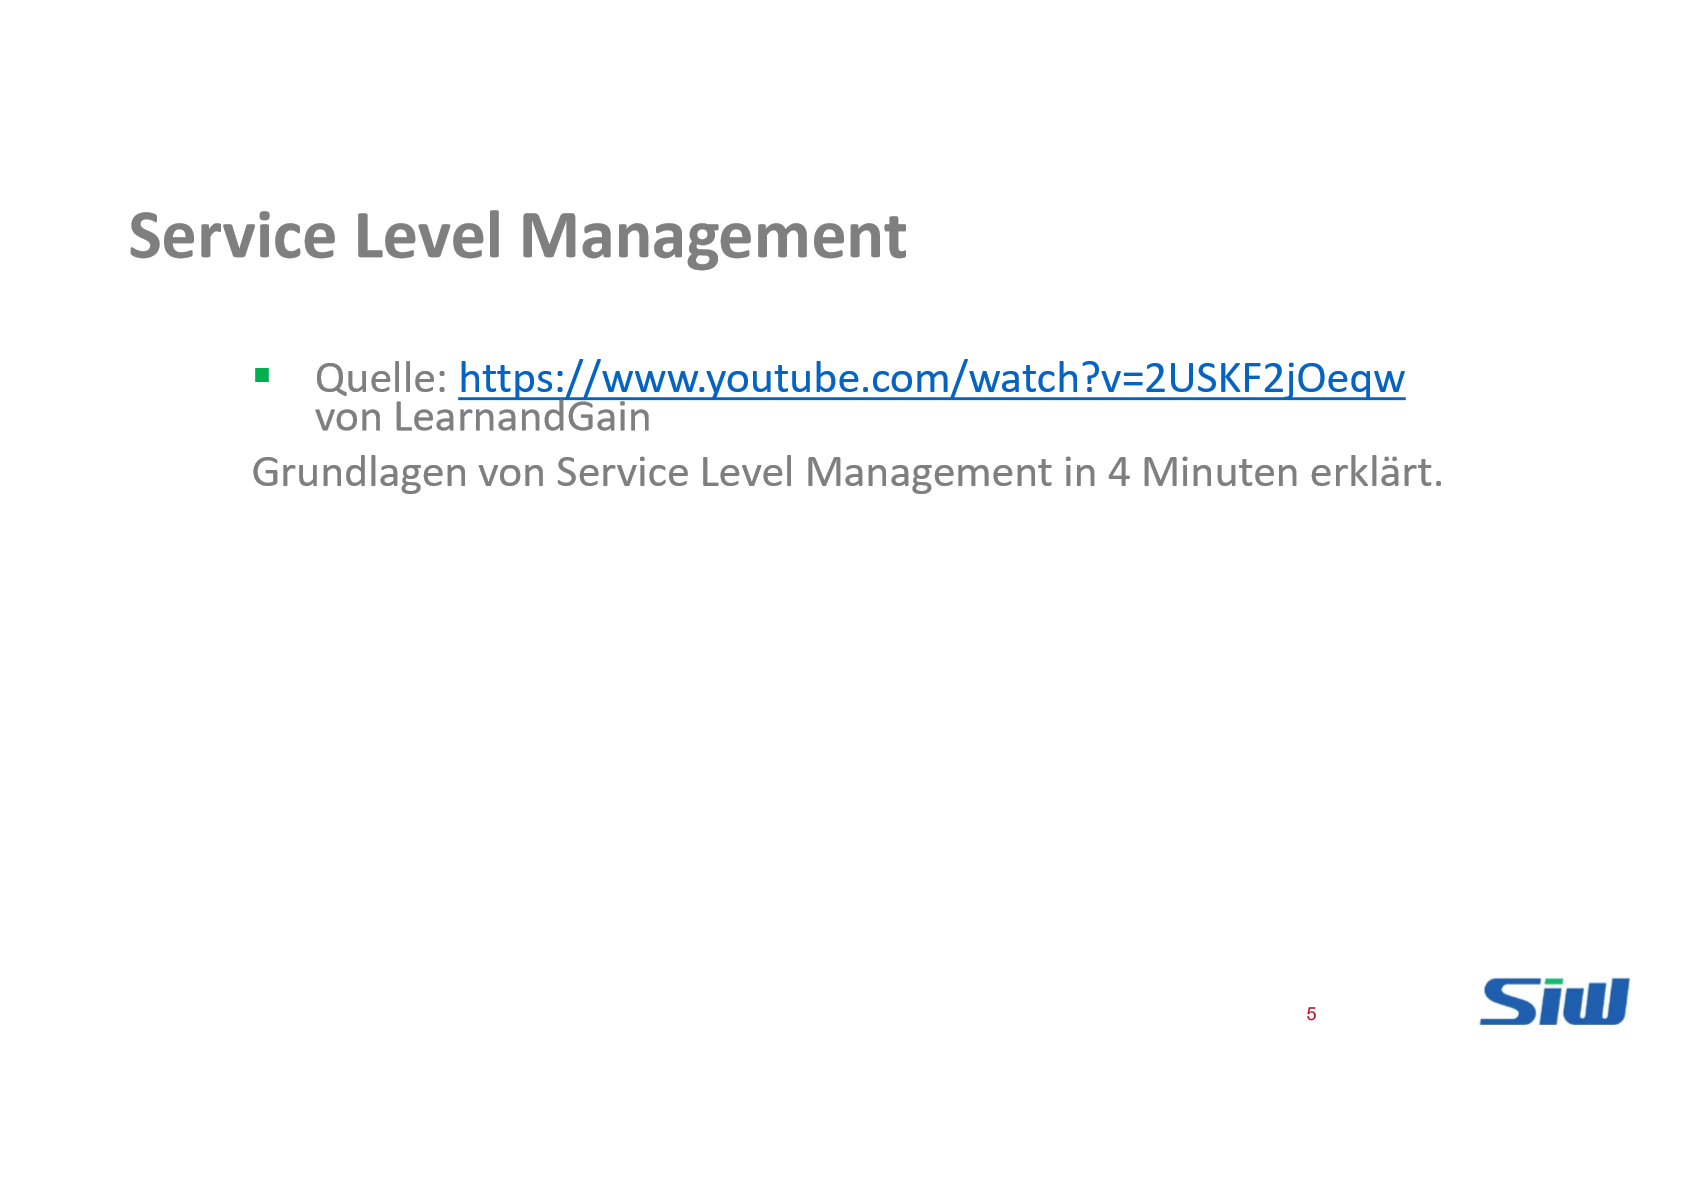 Service Level Management
▪ Quelle: https://www.youtube.com/watch?v=2USKF2jOeqw
von LearnandGain
Grundlagen von Service Level Management in 4 Minuten erklärt.
5
Siw